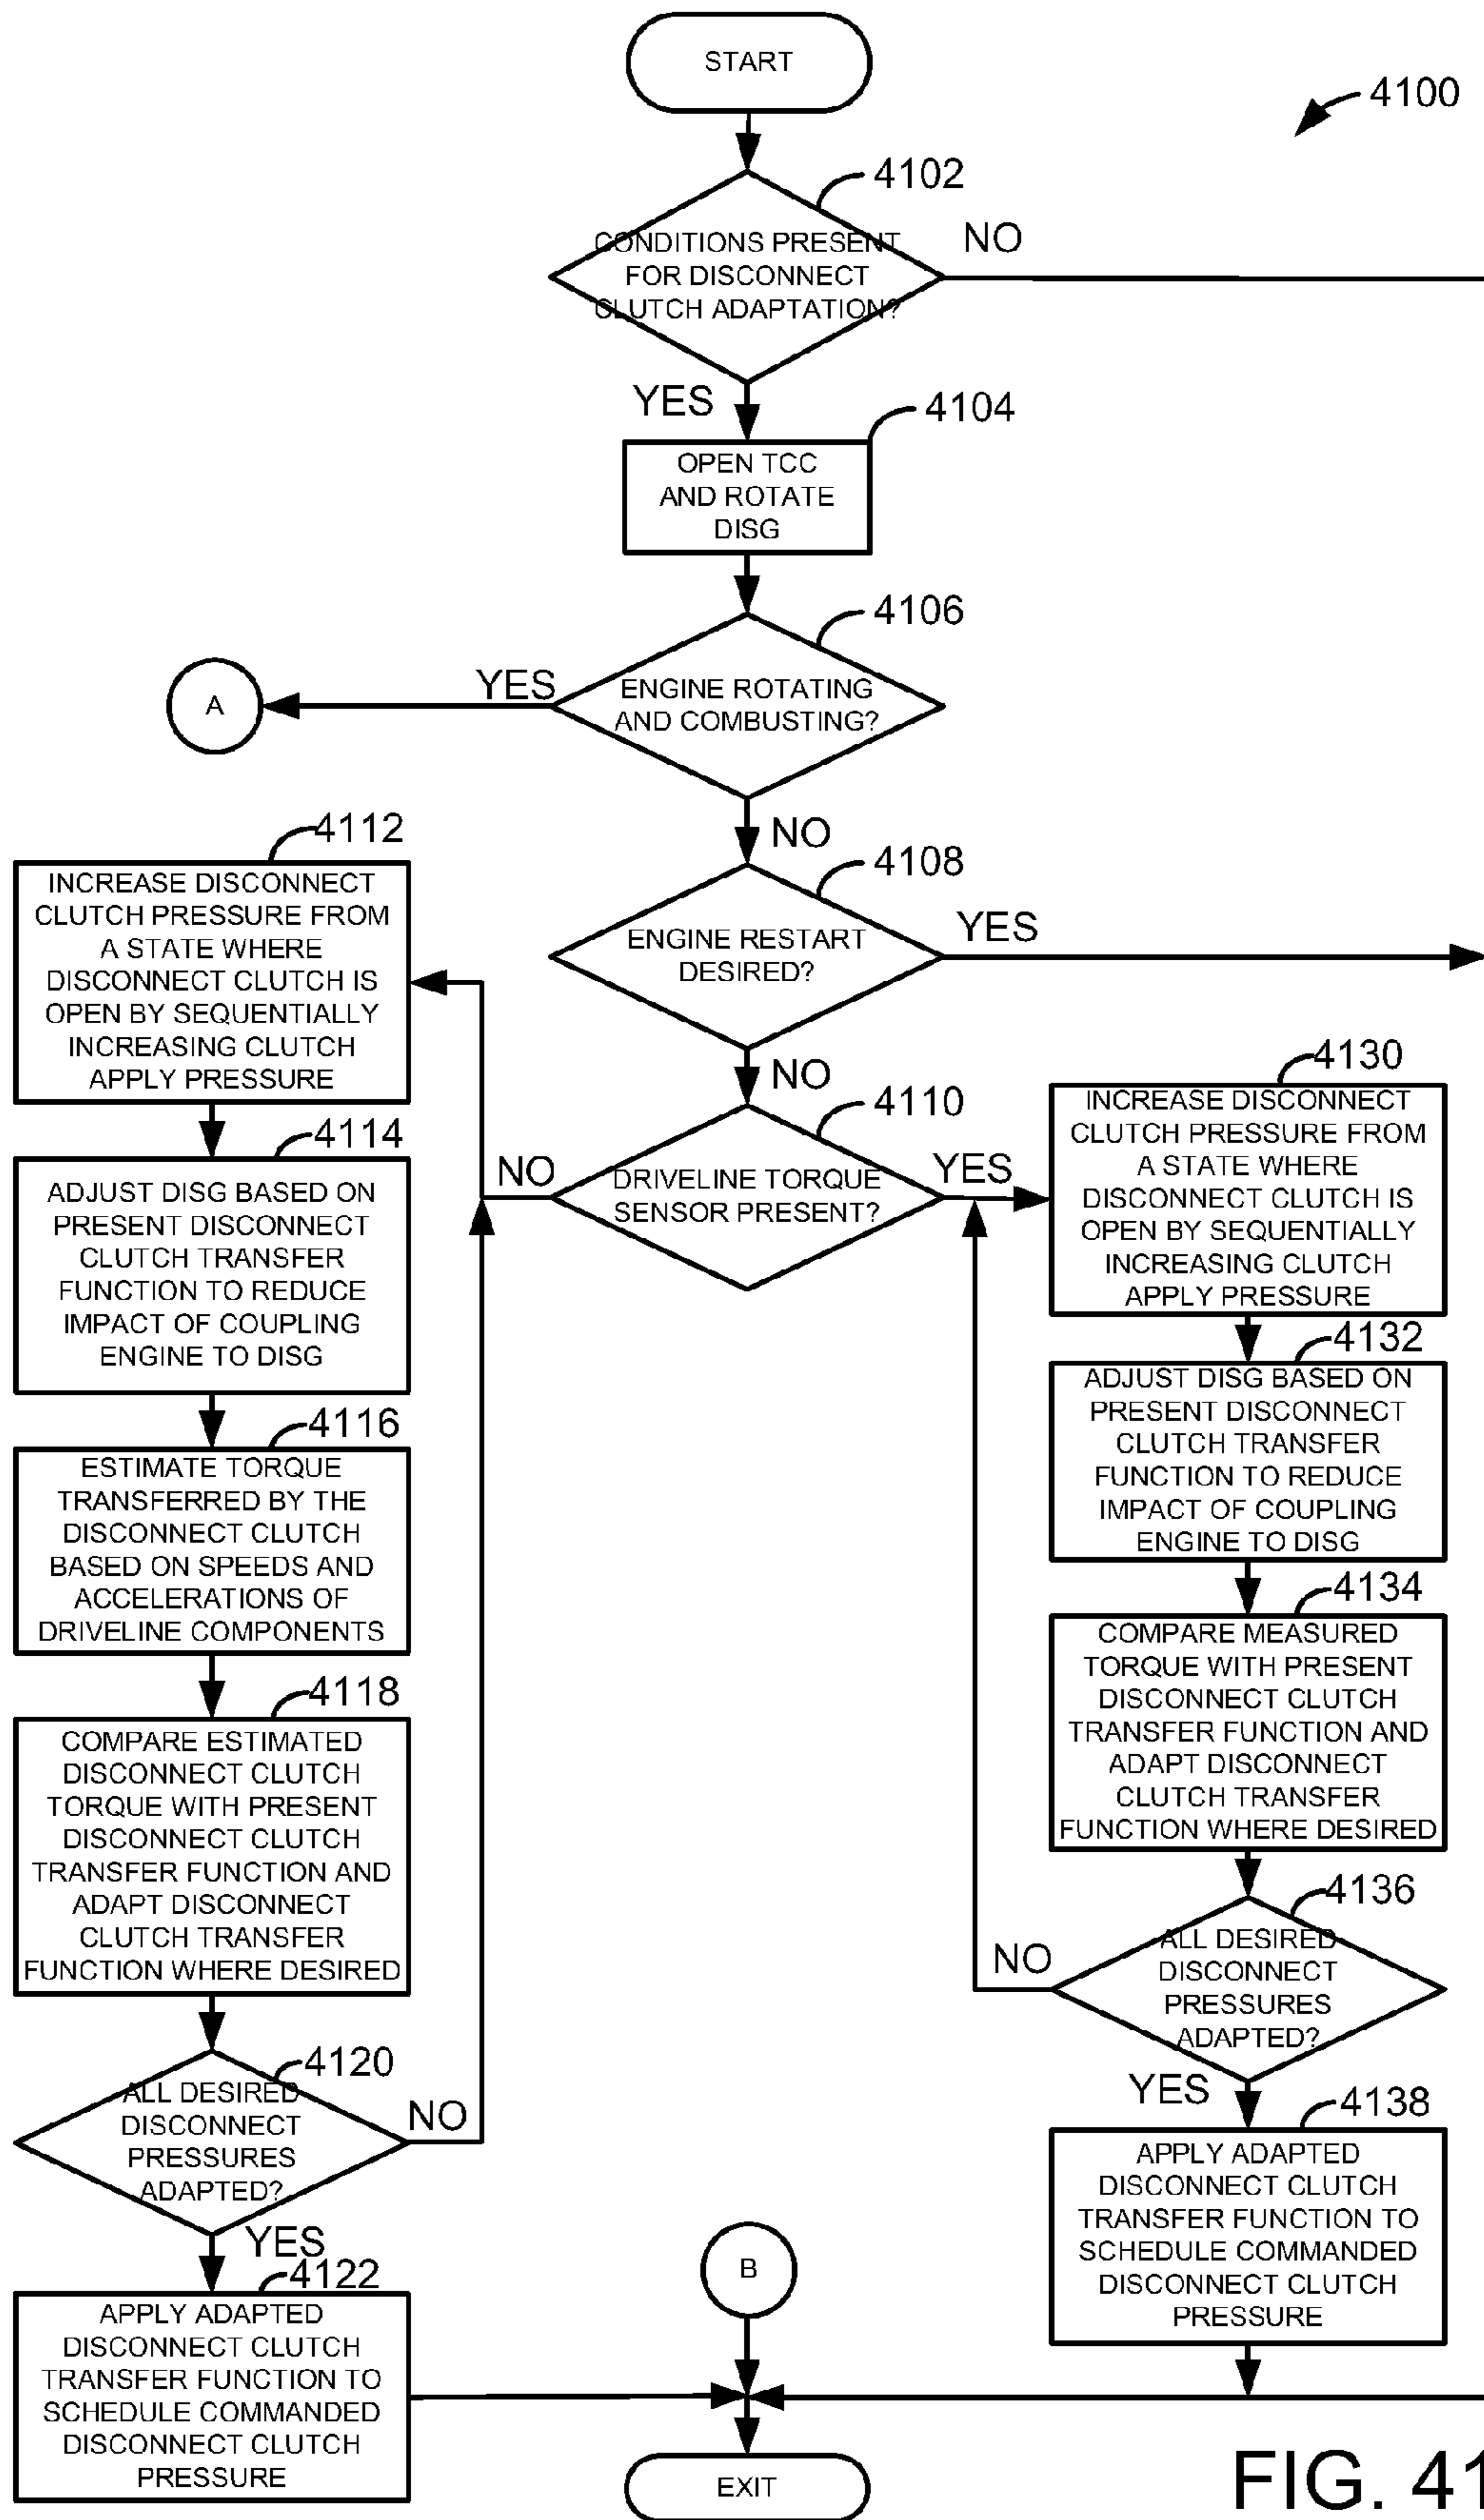 START
4100
4102
CONDITIONS PRESENT
FOR DISCONNECT
CLUTCH ADAPTATION?
NO
YES
4104
OPEN TCC
AND ROTATE
DISG
4106
ENGINE ROTATING
AND COMBUSTING?
YES
A
NO
4108
ENGINE RESTART
DESIRED?
YES
NO
4110
DRIVELINE TORQUE
SENSOR PRESENT?
NO
YES
4112
INCREASE DISCONNECT
CLUTCH PRESSURE FROM
A STATE WHERE
DISCONNECT CLUTCH IS
OPEN BY SEQUENTIALLY
INCREASING CLUTCH
APPLY PRESSURE
4114
ADJUST DISG BASED ON
PRESENT DISCONNECT
CLUTCH TRANSFER
FUNCTION TO REDUCE
IMPACT OF COUPLING
ENGINE TO DISG
4116
ESTIMATE TORQUE
TRANSFERRED BY THE
DISCONNECT CLUTCH
BASED ON SPEEDS AND
ACCELERATIONS OF
DRIVELINE COMPONENTS
4118
COMPARE ESTIMATED
DISCONNECT CLUTCH
TORQUE WITH PRESENT
DISCONNECT CLUTCH
TRANSFER FUNCTION AND
ADAPT DISCONNECT
CLUTCH TRANSFER
FUNCTION WHERE DESIRED
4120
ALL DESIRED
DISCONNECT
PRESSURES
ADAPTED?
NO
YES
4122
APPLY ADAPTED
DISCONNECT CLUTCH
TRANSFER FUNCTION TO
SCHEDULE COMMANDED
DISCONNECT CLUTCH
PRESSURE
4130
INCREASE DISCONNECT
CLUTCH PRESSURE FROM
A STATE WHERE
DISCONNECT CLUTCH IS
OPEN BY SEQUENTIALLY
INCREASING CLUTCH
APPLY PRESSURE
4132
ADJUST DISG BASED ON
PRESENT DISCONNECT
CLUTCH TRANSFER
FUNCTION TO REDUCE
IMPACT OF COUPLING
ENGINE TO DISG
4134
COMPARE MEASURED
TORQUE WITH PRESENT
DISCONNECT CLUTCH
TRANSFER FUNCTION AND
ADAPT DISCONNECT
CLUTCH TRANSFER
FUNCTION WHERE DESIRED
4136
ALL DESIRED
DISCONNECT
PRESSURES
ADAPTED?
NO
YES
4138
APPLY ADAPTED
DISCONNECT CLUTCH
TRANSFER FUNCTION TO
SCHEDULE COMMANDED
DISCONNECT CLUTCH
PRESSURE
B
EXIT
FIG. 41